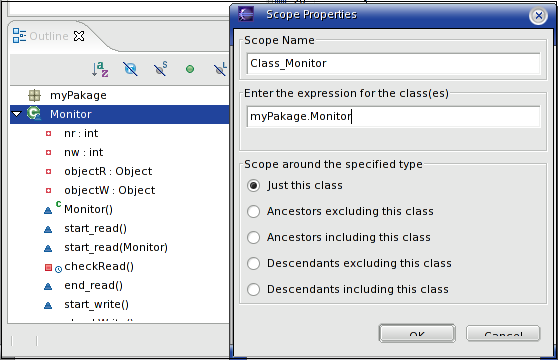 Outline
myPakage
Monitor
nr : int
nw : int
objectR : Object
objectW : Object
Monitor()
start_read()
start_read(Monitor)
checkRead()
end_read()
start_write()
Scope Properties
Scope Name
Class_Monitor
Enter the expression for the class(es)
myPakage.Monitor
Scope around the specified type
Just this class
Ancestors excluding this class
Ancestors including this class
Descendants excluding this class
Descendants including this class
OK
Cancel